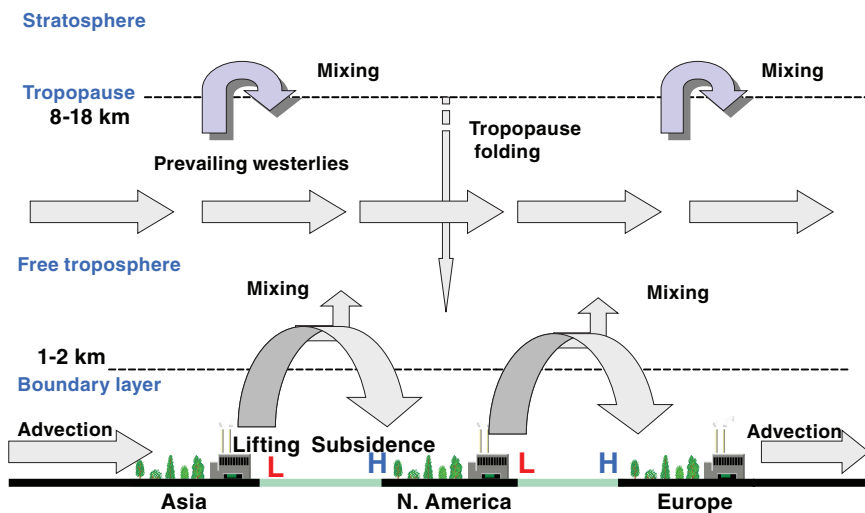 Stratosphere
Mixing
Mixing
Tropopause
8-18 km
Tropopause
folding
Prevailing westerlies
Free troposphere
Mixing
Mixing
1-2 km
Boundary layer
Advection
Lifting Subsidence
Advection
L
H
L
H
Asia
N. America
Europe